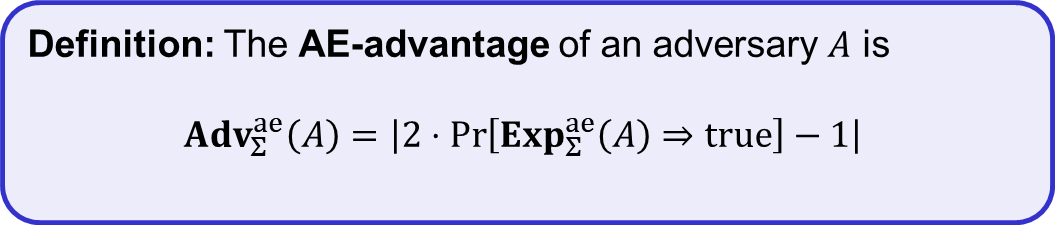 Definition: The AE-advantage of an adversary 𝐴 is
𝐀𝐝𝐯_Σ^ae(𝐴) = |2 · Pr[𝐄𝐱𝐩_Σ^ae(𝐴) ⇒ true] − 1|